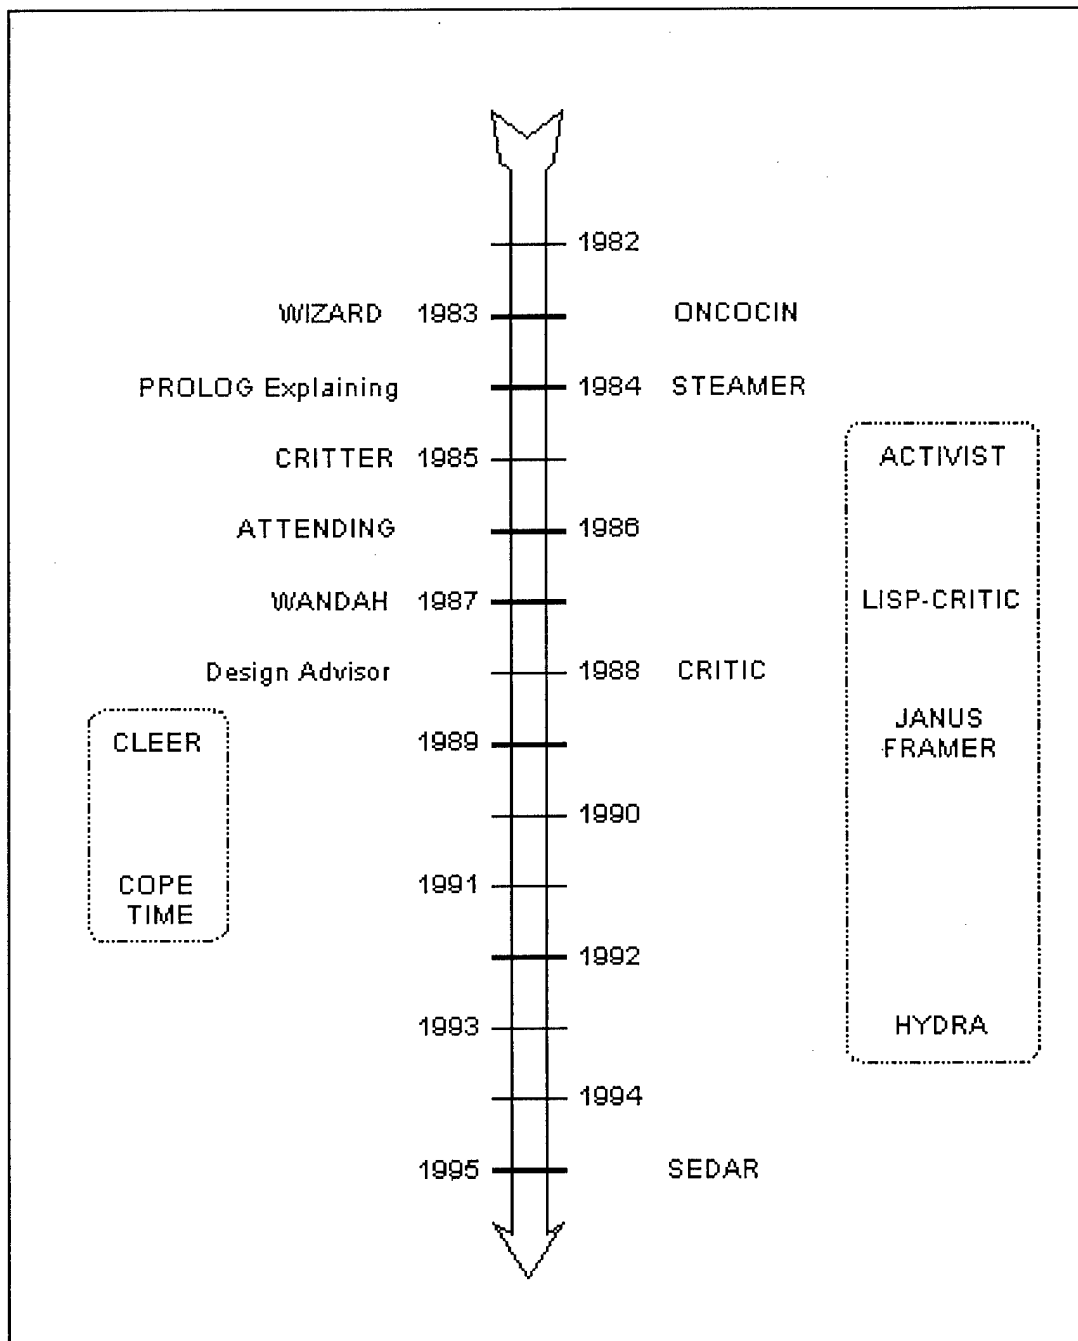 1982
WIZARD 1983 ONCOCIN
PROLOG Explaining 1984 STEAMER
CRITTER 1985 ACTIVIST
ATTENDING 1986
WANDAH 1987 LISP-CRITIC
Design Advisor 1988 CRITIC
JANUS
CLEER 1989 FRAMER
1990
COPE 1991
TIME
1992
1993 HYDRA
1994
1995 SEDAR